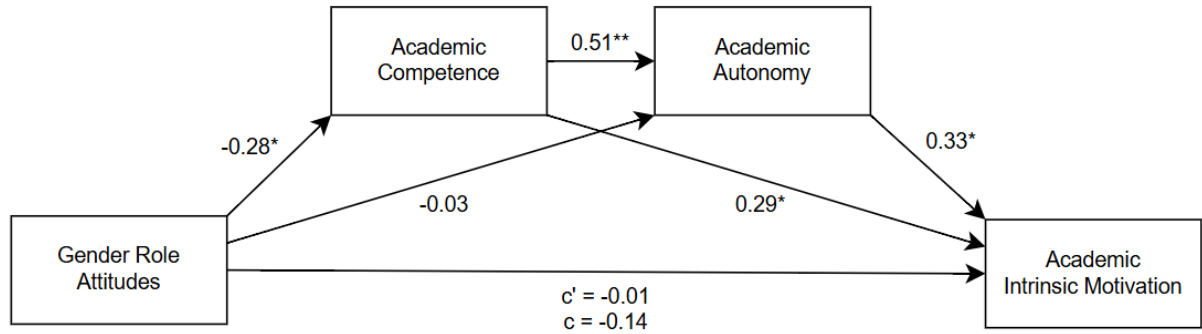 Academic
Competence
0.51**
Academic
Autonomy
-0.28*
0.33*
-0.03
0.29*
Gender Role
Attitudes
Academic
Intrinsic Motivation
c' = -0.01
c = -0.14